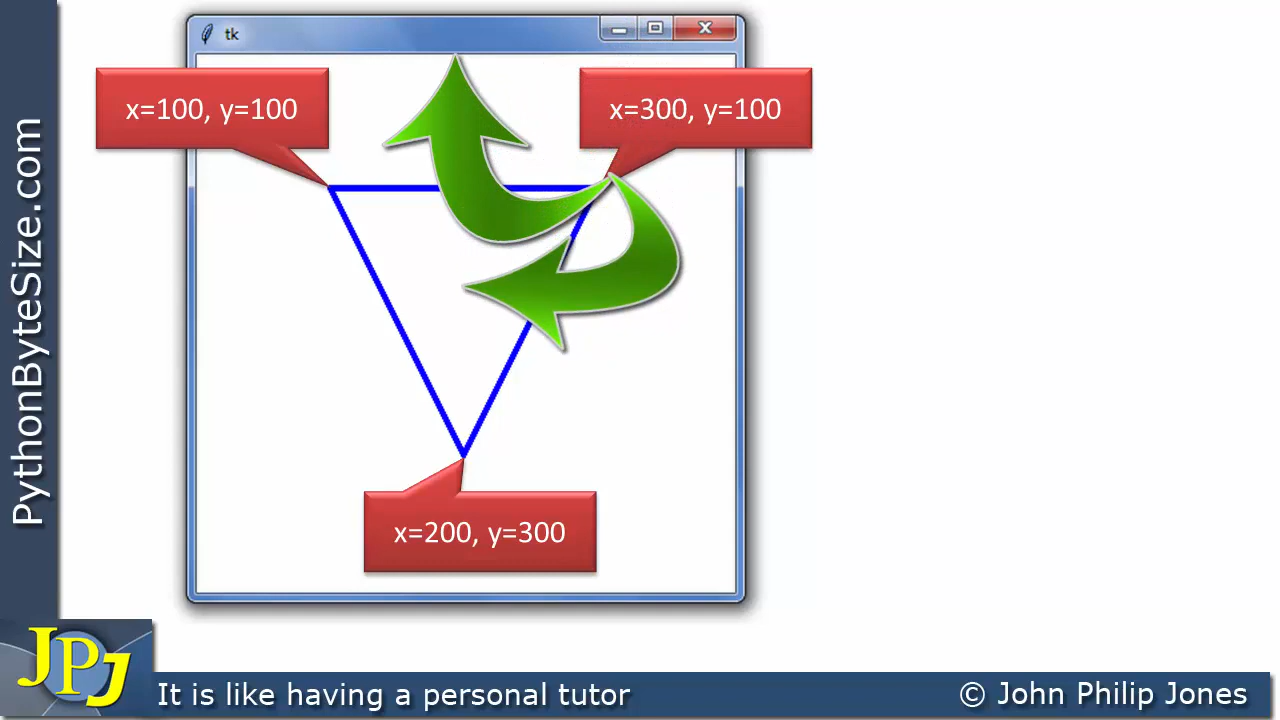 tk
x=100, y=100
x=300, y=100
x=200, y=300
PythonByteSize.com
JPJ
It is like having a personal tutor
© John Philip Jones